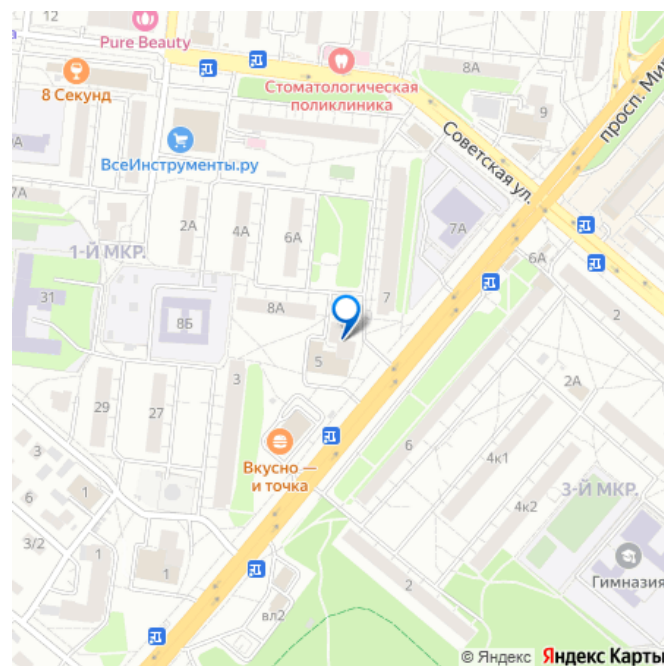 12
Pure Beauty
8 Секунд
Стоматологическая
поликлиника
8А
9
просп. Ми
Советская ул.
ВсеИнструменты.ру
7А
2А
4А
6А
7А
1-Й МКР.
31
8Б
8А
7
6А
2
5
3
2А
29
27
3
6
1
Вкусно —
и точка
6
4к1
4к2
3-Й МКР.
3/2
1
1
вл2
2
Гимназия
© Яндекс Яндекс Карты